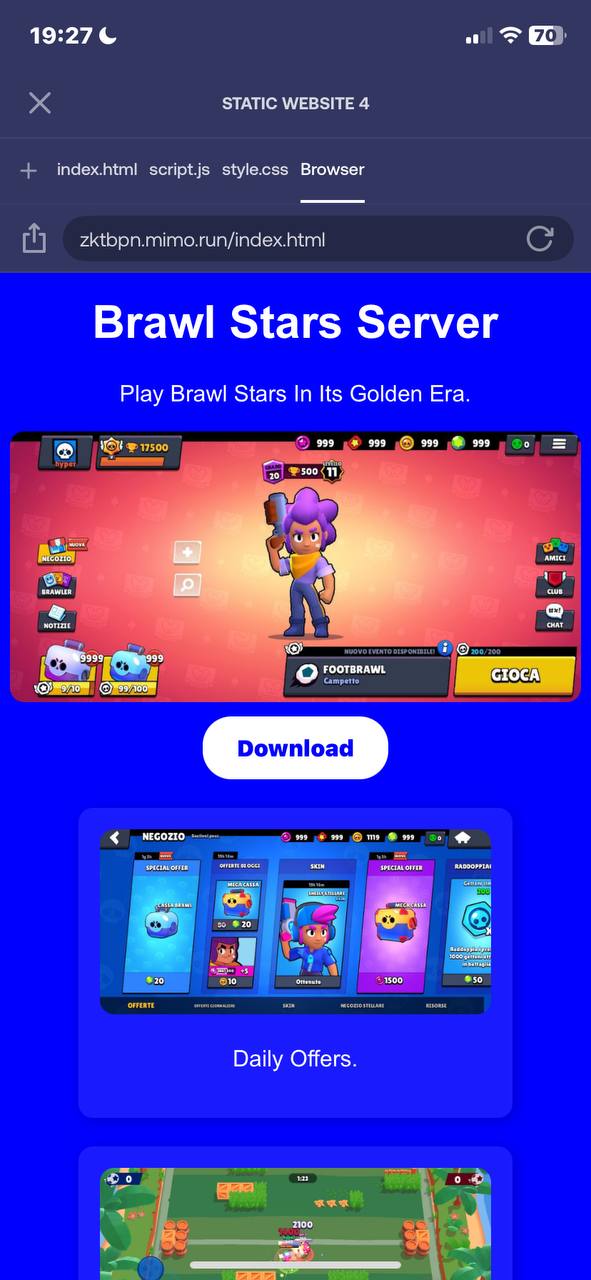 19:27
70
STATIC WEBSITE 4
index.html script.js style.css Browser
zktbpn.mimo.run/index.html
Brawl Stars Server
Play Brawl Stars In Its Golden Era.
hyper
17500
999 999 999 999 0
20 500 11
NEGOZIO NUOVA
BRAWLER
NOTIZIE
AMICI
CLUB
CHAT
9999 999
9/10 99/100
NUOVO EVENTO DISPONIBILE!
FOOTBRAWL
Campetto
200/200
GIOCA
Download
NEGOZIO
999 999 1119 999 0
SPECIAL OFFER
CASSA BRAWL
20
OFFERTE DI OGGI
MEGA CASSA
20
+5
10
SKIN
Ottenuto
SPECIAL OFFER
MEGA CASSA
1500
RADDOPPIA
50
OFFERTE
OFFERTE GIORNALIERE
SKIN
NEGOZIO STELLARE
RISORSE
Daily Offers.
0 1:23 0
2100